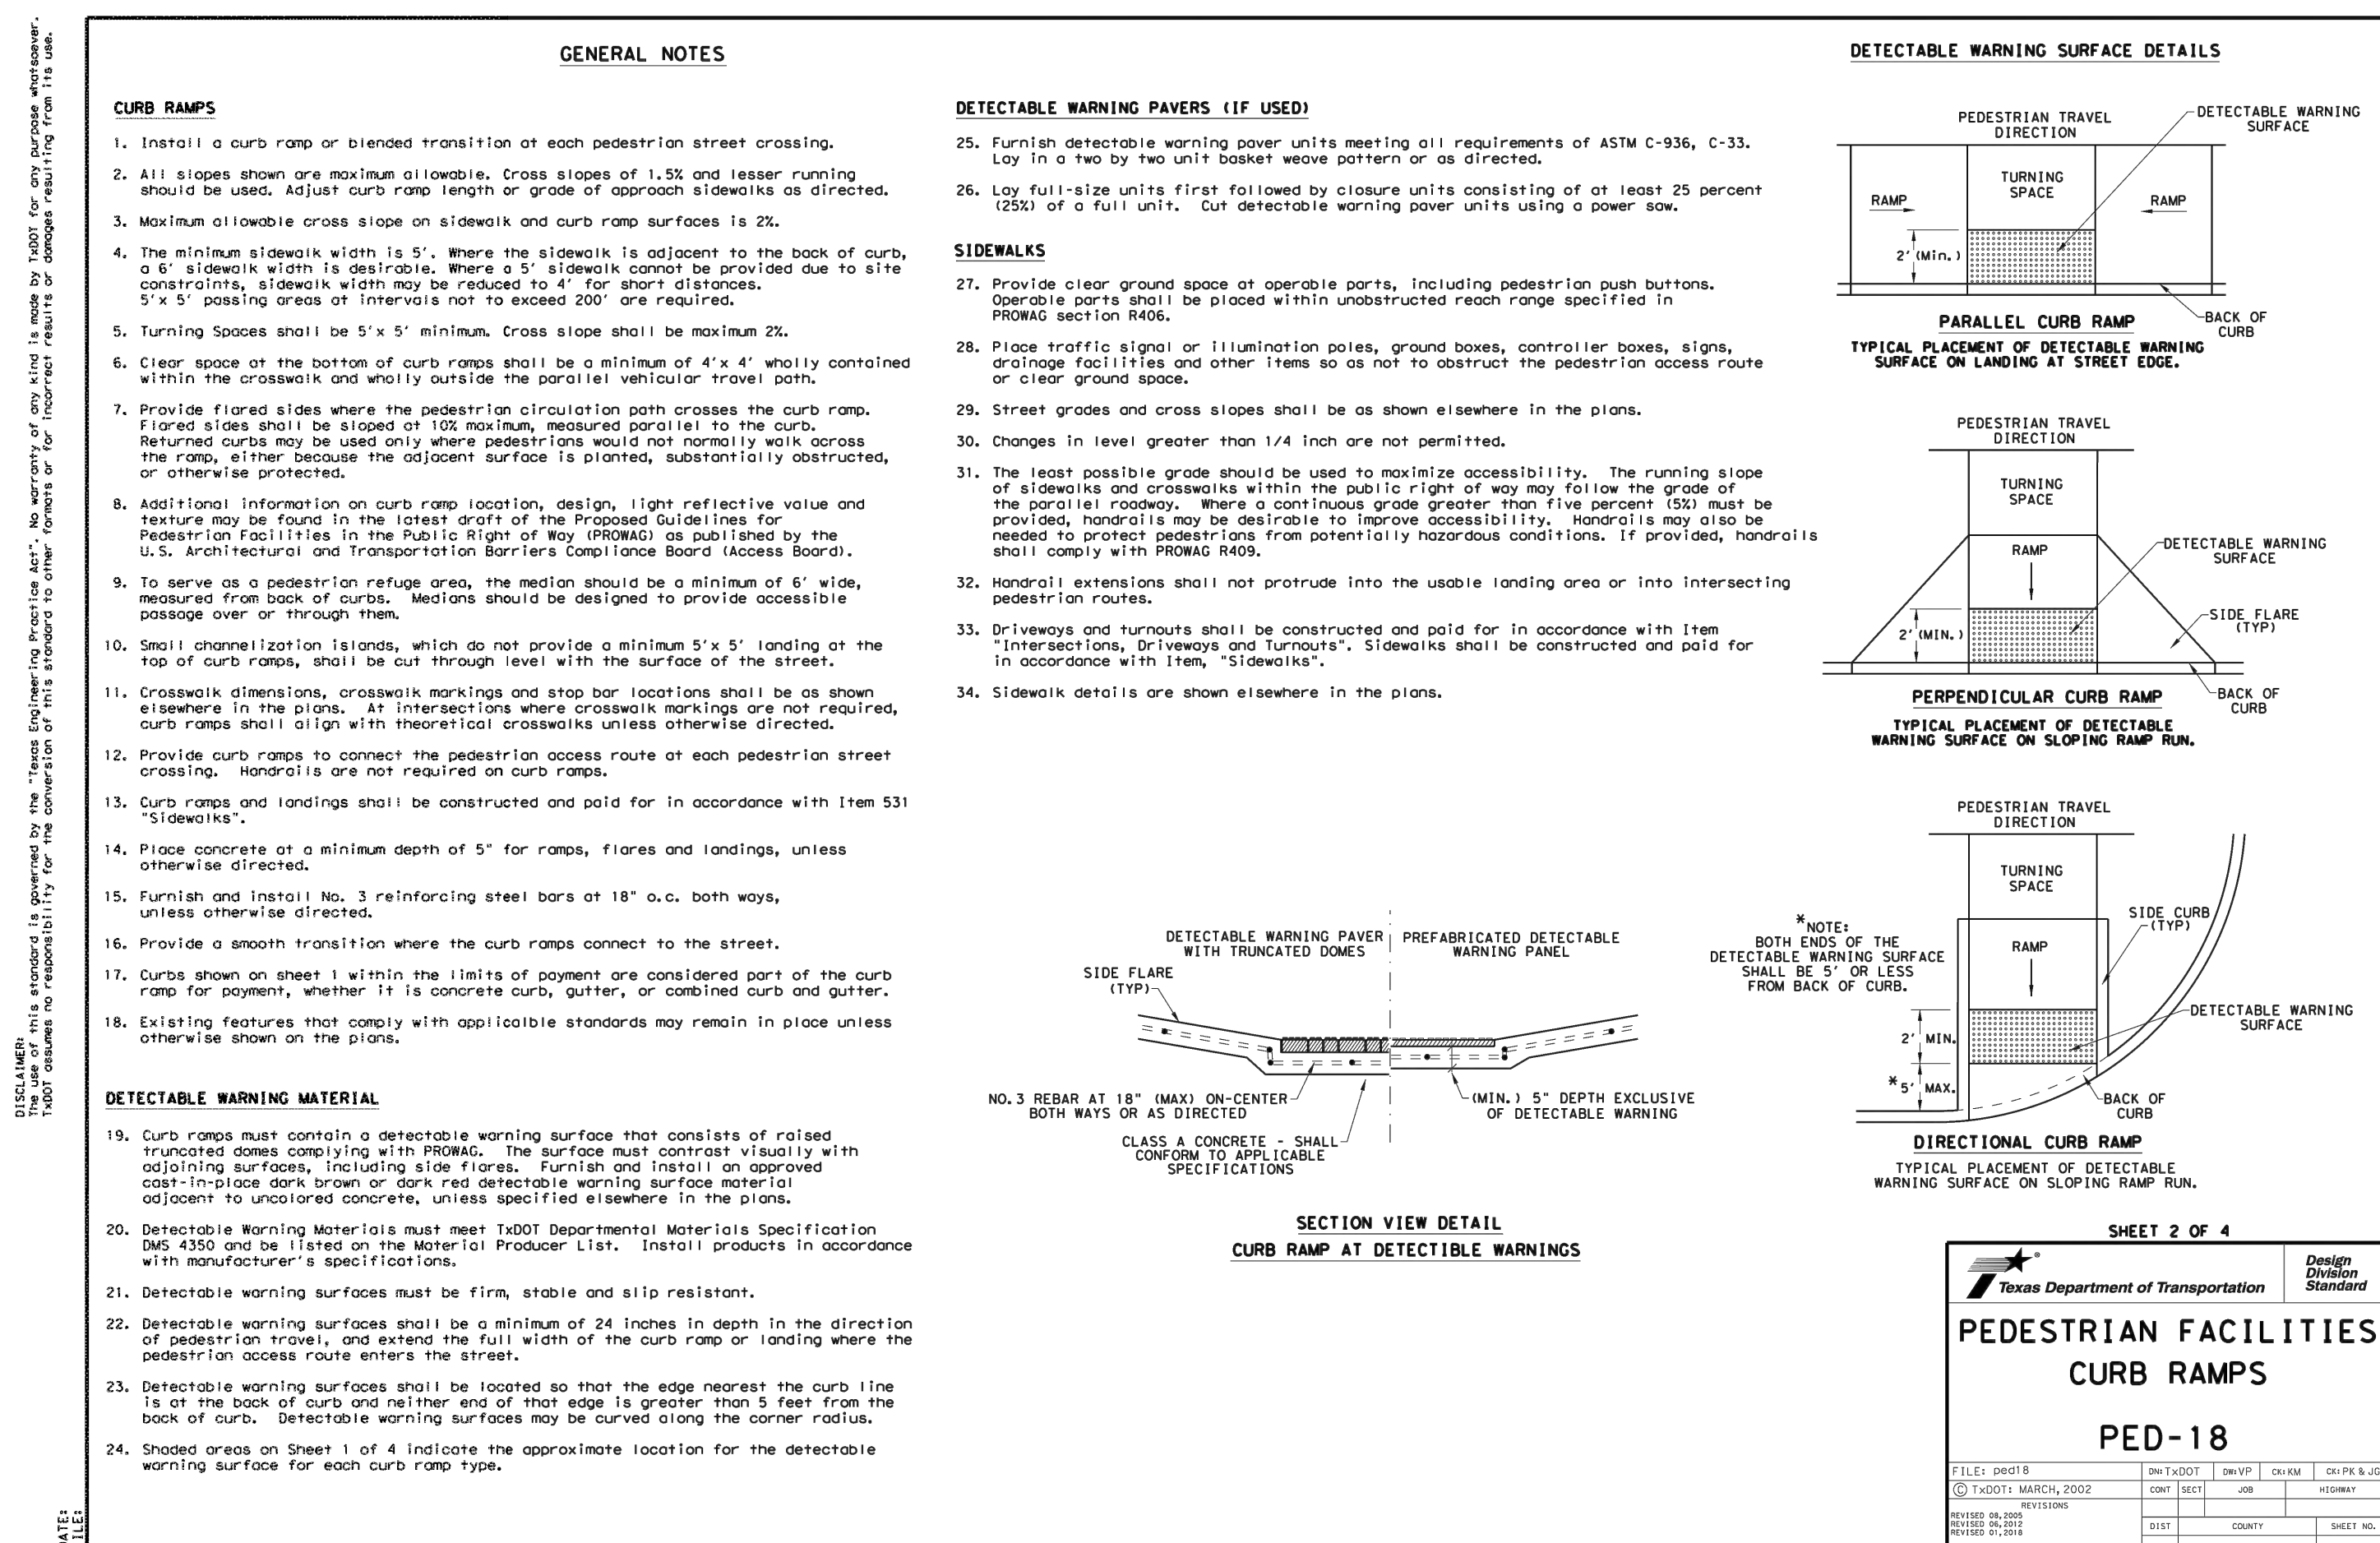 DISCLAIMER:
The use of this standard is governed by the "Texas Engineering Practice Act". No warranty of any kind is made by TxDOT for any purpose whatsoever.
TxDOT assumes no responsibility for the conversion of this standard to other formats or for incorrect results or damages resulting from its use.
GENERAL NOTES
CURB RAMPS
1. Install a curb ramp or blended transition at each pedestrian street crossing.
2. All slopes shown are maximum allowable. Cross slopes of 1.5% and lesser running
should be used. Adjust curb ramp length or grade of approach sidewalks as directed.
3. Maximum allowable cross slope on sidewalk and curb ramp surfaces is 2%.
4. The minimum sidewalk width is 5'. Where the sidewalk is adjacent to the back of curb,
a 6' sidewalk width is desirable. Where a 5' sidewalk cannot be provided due to site
constraints, sidewalk width may be reduced to 4' for short distances.
5'x 5' passing areas at intervals not to exceed 200' are required.
5. Turning Spaces shall be 5'x 5' minimum. Cross slope shall be maximum 2%.
6. Clear space at the bottom of curb ramps shall be a minimum of 4'x 4' wholly contained
within the crosswalk and wholly outside the parallel vehicular travel path.
7. Provide flared sides where the pedestrian circulation path crosses the curb ramp.
Flared sides shall be sloped at 10% maximum, measured parallel to the curb.
Returned curbs may be used only where pedestrians would not normally walk across
the ramp, either because the adjacent surface is planted, substantially obstructed,
or otherwise protected.
8. Additional information on curb ramp location, design, light reflective value and
texture may be found in the latest draft of the Proposed Guidelines for
Pedestrian Facilities in the Public Right of Way (PROWAG) as published by the
U.S. Architectural and Transportation Barriers Compliance Board (Access Board).
9. To serve as a pedestrian refuge area, the median should be a minimum of 6' wide,
measured from back of curbs. Medians should be designed to provide accessible
passage over or through them.
10. Small channelization islands, which do not provide a minimum 5'x 5' landing at the
top of curb ramps, shall be cut through level with the surface of the street.
11. Crosswalk dimensions, crosswalk markings and stop bar locations shall be as shown
elsewhere in the plans. At intersections where crosswalk markings are not required,
curb ramps shall align with theoretical crosswalks unless otherwise directed.
12. Provide curb ramps to connect the pedestrian access route at each pedestrian street
crossing. Handrails are not required on curb ramps.
13. Curb ramps and landings shall be constructed and paid for in accordance with Item 531
"Sidewalks".
14. Place concrete at a minimum depth of 5" for ramps, flares and landings, unless
otherwise directed.
15. Furnish and install No. 3 reinforcing steel bars at 18" o.c. both ways,
unless otherwise directed.
16. Provide a smooth transition where the curb ramps connect to the street.
17. Curbs shown on sheet 1 within the limits of payment are considered part of the curb
ramp for payment, whether it is concrete curb, gutter, or combined curb and gutter.
18. Existing features that comply with applicalble standards may remain in place unless
otherwise shown on the plans.
DETECTABLE WARNING MATERIAL
19. Curb ramps must contain a detectable warning surface that consists of raised
truncated domes complying with PROWAG. The surface must contrast visually with
adjoining surfaces, including side flares. Furnish and install an approved
cast-in-place dark brown or dark red detectable warning surface material
adjacent to uncolored concrete, unless specified elsewhere in the plans.
20. Detectable Warning Materials must meet TxDOT Departmental Materials Specification
DMS 4350 and be listed on the Material Producer List. Install products in accordance
with manufacturer's specifications.
21. Detectable warning surfaces must be firm, stable and slip resistant.
22. Detectable warning surfaces shall be a minimum of 24 inches in depth in the direction
of pedestrian travel, and extend the full width of the curb ramp or landing where the
pedestrian access route enters the street.
23. Detectable warning surfaces shall be located so that the edge nearest the curb line
is at the back of curb and neither end of that edge is greater than 5 feet from the
back of curb. Detectable warning surfaces may be curved along the corner radius.
24. Shaded areas on Sheet 1 of 4 indicate the approximate location for the detectable
warning surface for each curb ramp type.
DETECTABLE WARNING PAVERS (IF USED)
25. Furnish detectable warning paver units meeting all requirements of ASTM C-936, C-33.
Lay in a two by two unit basket weave pattern or as directed.
26. Lay full-size units first followed by closure units consisting of at least 25 percent
(25%) of a full unit. Cut detectable warning paver units using a power saw.
SIDEWALKS
27. Provide clear ground space at operable parts, including pedestrian push buttons.
Operable parts shall be placed within unobstructed reach range specified in
PROWAG section R406.
28. Place traffic signal or illumination poles, ground boxes, controller boxes, signs,
drainage facilities and other items so as not to obstruct the pedestrian access route
or clear ground space.
29. Street grades and cross slopes shall be as shown elsewhere in the plans.
30. Changes in level greater than 1/4 inch are not permitted.
31. The least possible grade should be used to maximize accessibility. The running slope
of sidewalks and crosswalks within the public right of way may follow the grade of
the parallel roadway. Where a continuous grade greater than five percent (5%) must be
provided, handrails may be desirable to improve accessibility. Handrails may also be
needed to protect pedestrians from potentially hazardous conditions. If provided, handrails
shall comply with PROWAG R409.
32. Handrail extensions shall not protrude into the usable landing area or into intersecting
pedestrian routes.
33. Driveways and turnouts shall be constructed and paid for in accordance with Item
"Intersections, Driveways and Turnouts". Sidewalks shall be constructed and paid for
in accordance with Item, "Sidewalks".
34. Sidewalk details are shown elsewhere in the plans.
DETECTABLE WARNING PAVER
WITH TRUNCATED DOMES
PREFABRICATED DETECTABLE
WARNING PANEL
SIDE FLARE
(TYP)
NO.3 REBAR AT 18" (MAX) ON-CENTER
BOTH WAYS OR AS DIRECTED
(MIN.) 5" DEPTH EXCLUSIVE
OF DETECTABLE WARNING
CLASS A CONCRETE - SHALL
CONFORM TO APPLICABLE
SPECIFICATIONS
SECTION VIEW DETAIL
CURB RAMP AT DETECTIBLE WARNINGS
DETECTABLE WARNING SURFACE DETAILS
PEDESTRIAN TRAVEL
DIRECTION
DETECTABLE WARNING
SURFACE
TURNING
SPACE
RAMP
RAMP
2' (Min.)
BACK OF
CURB
PARALLEL CURB RAMP
TYPICAL PLACEMENT OF DETECTABLE WARNING
SURFACE ON LANDING AT STREET EDGE.
PEDESTRIAN TRAVEL
DIRECTION
TURNING
SPACE
RAMP
DETECTABLE WARNING
SURFACE
SIDE FLARE
(TYP)
2' (MIN.)
BACK OF
CURB
PERPENDICULAR CURB RAMP
TYPICAL PLACEMENT OF DETECTABLE
WARNING SURFACE ON SLOPING RAMP RUN.
PEDESTRIAN TRAVEL
DIRECTION
TURNING
SPACE
SIDE CURB
(TYP)
*NOTE:
BOTH ENDS OF THE
DETECTABLE WARNING SURFACE
SHALL BE 5' OR LESS
FROM BACK OF CURB.
RAMP
DETECTABLE WARNING
SURFACE
2' MIN.
*5' MAX.
BACK OF
CURB
DIRECTIONAL CURB RAMP
TYPICAL PLACEMENT OF DETECTABLE
WARNING SURFACE ON SLOPING RAMP RUN.
SHEET 2 OF 4
® Texas Department of Transportation
Design
Division
Standard
PEDESTRIAN FACILITIES
CURB RAMPS
PED-18
FILE: ped18 DN: TxDOT DW: VP CK: KM CK: PK & JG
© TxDOT: MARCH, 2002 CONT SECT JOB HIGHWAY
REVISIONS
REVISED 08,2005
REVISED 06,2012
REVISED 01,2018
DIST COUNTY SHEET NO.